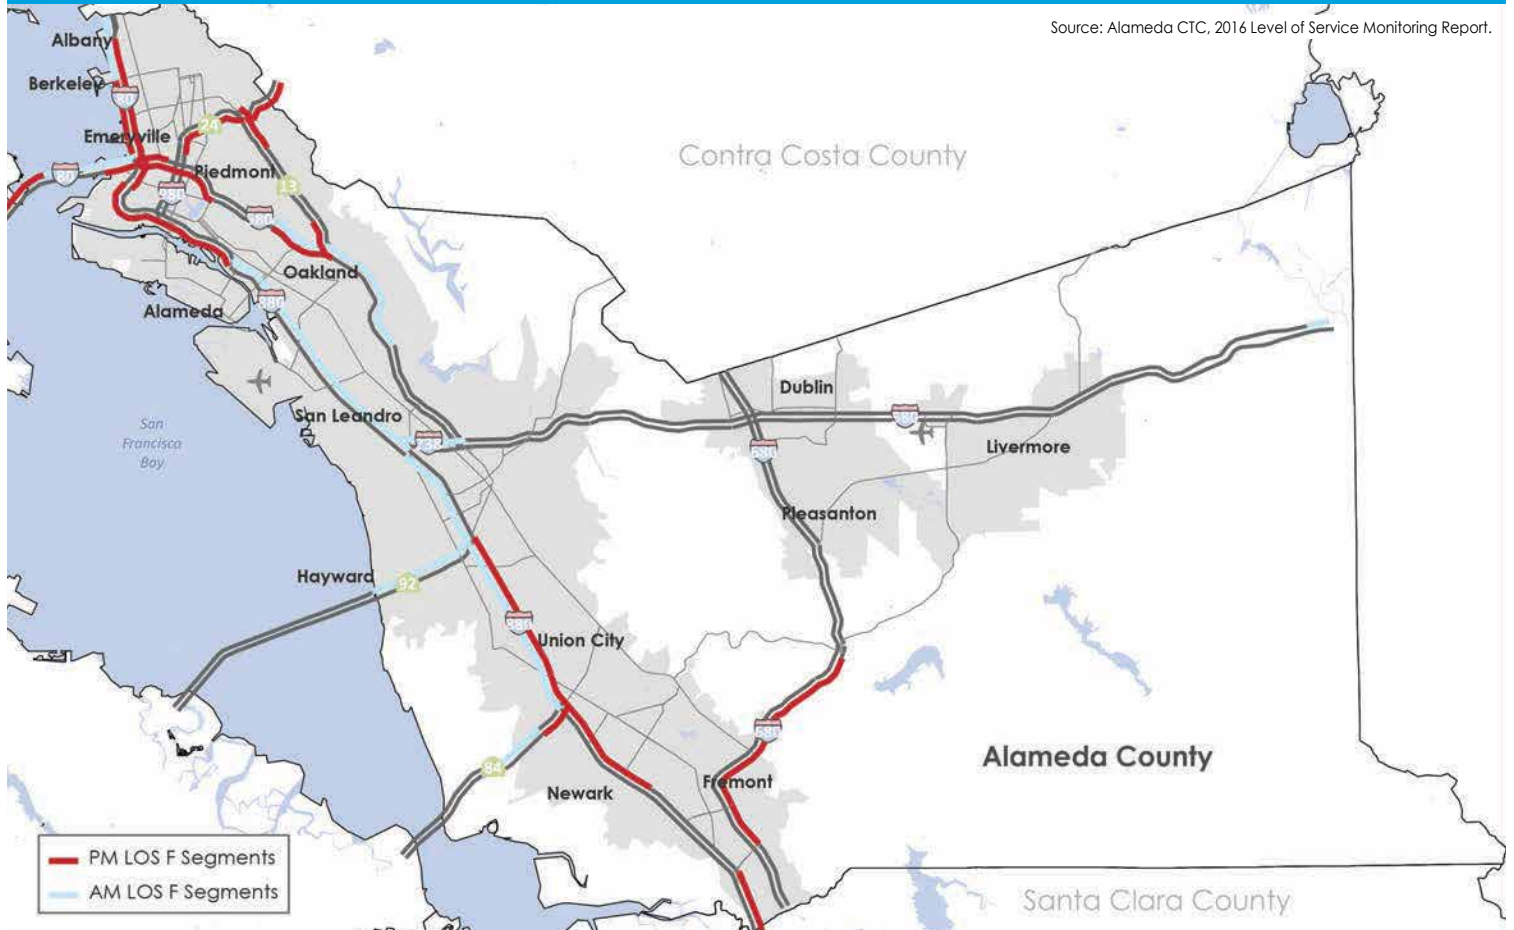 Source: Alameda CTC, 2016 Level of Service Monitoring Report.
Albany
Berkeley
80
Emeryville
24
Contra Costa County
80
Piedmont
13
980
580
Oakland
880
Alameda
Dublin
San Leandro
238
580
San
Francisco
Bay
680
Livermore
Pleasanton
Hayward
92
880
Union City
680
Alameda County
84
Fremont
Newark
PM LOS F Segments
AM LOS F Segments
Santa Clara County